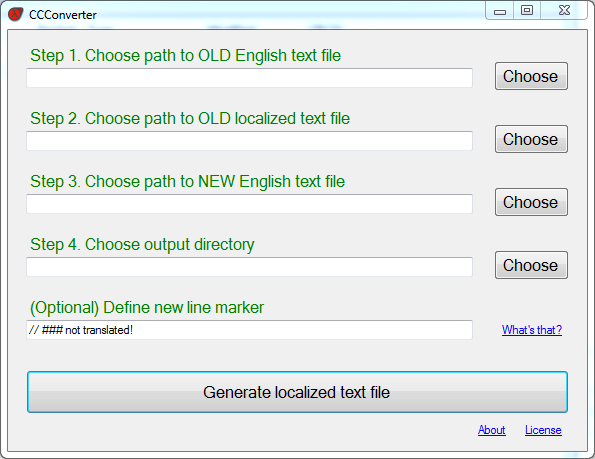 CCConverter
Step 1. Choose path to OLD English text file
Choose
Step 2. Choose path to OLD localized text file
Choose
Step 3. Choose path to NEW English text file
Choose
Step 4. Choose output directory
Choose
(Optional) Define new line marker
// ### not translated!
What's that?
Generate localized text file
About License